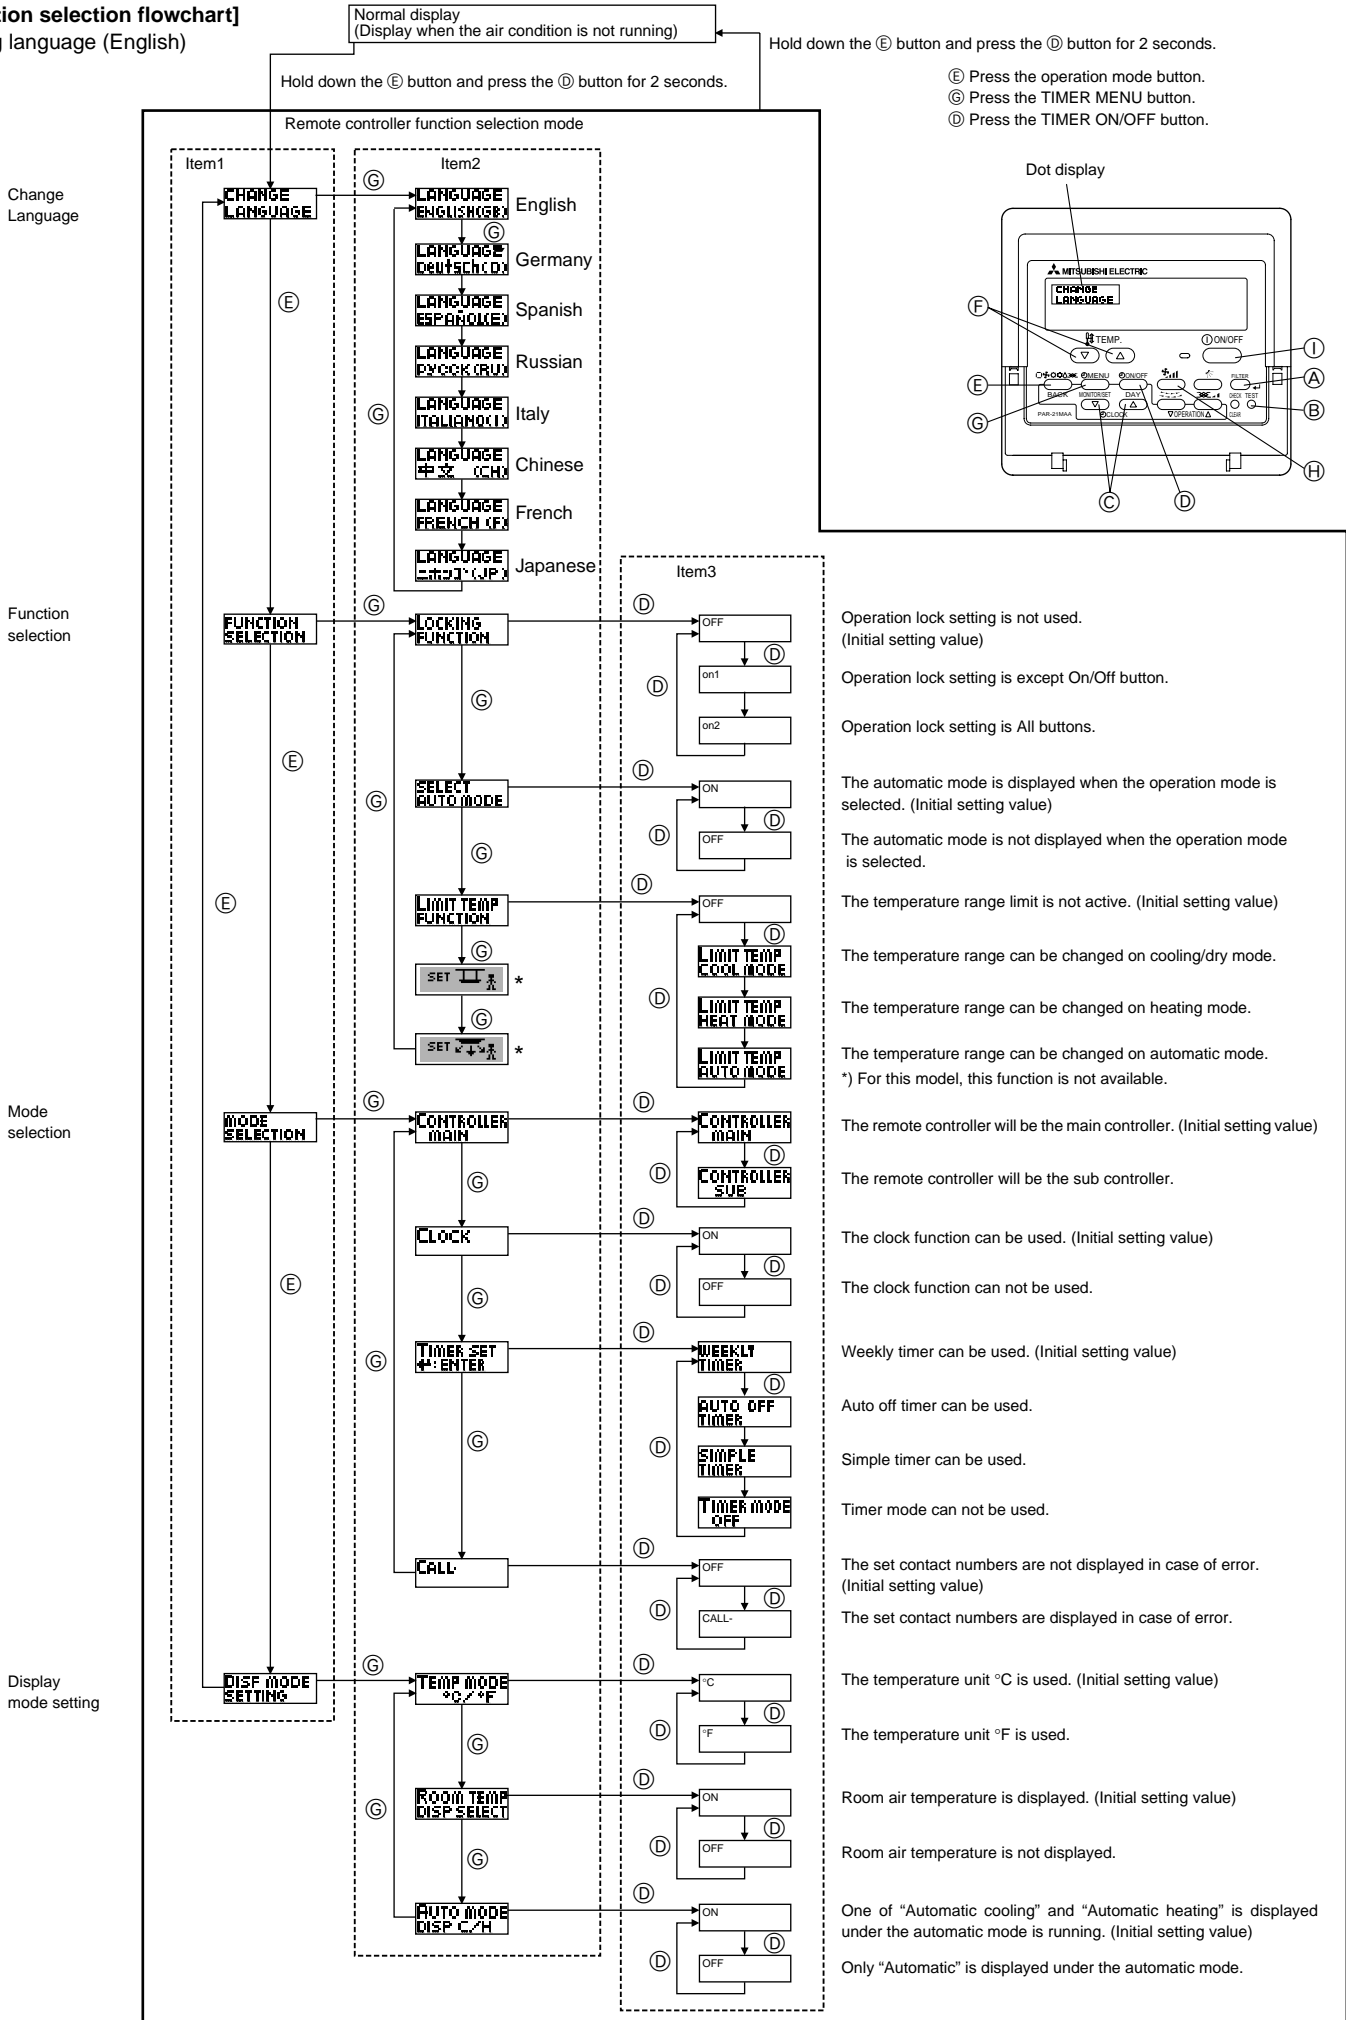 tion selection flowchart]
g language (English)
Normal display
(Display when the air condition is not running)
Hold down the Ⓔ button and press the Ⓓ button for 2 seconds.
Hold down the Ⓔ button and press the Ⓓ button for 2 seconds.
Ⓔ Press the operation mode button.
Ⓖ Press the TIMER MENU button.
Ⓓ Press the TIMER ON/OFF button.
Remote controller function selection mode
Item1
Item2
Dot display
MITSUBISHI ELECTRIC
CHANGE
LANGUAGE
TEMP.
ON/OFF
MENU
ON/OFF
FILTER
BACK
MONITOR/SET
DAY
CHECK
TEST
PAR-21MAA
CLOCK
OPERATION
CLEAR
Ⓕ
Ⓔ
Ⓖ
Ⓒ
Ⓓ
Ⓘ
Ⓐ
Ⓑ
Ⓗ
Change
Language
CHANGE
LANGUAGE
Ⓖ
LANGUAGE
ENGLISH(GB)
English
Ⓖ
LANGUAGE
Deutsch(D)
Germany
Ⓔ
LANGUAGE
ESPAÑOL(E)
Spanish
LANGUAGE
РУССК(RU)
Russian
Ⓖ
LANGUAGE
ITALIANO(I)
Italy
LANGUAGE
中文 (CH)
Chinese
LANGUAGE
FRENCH (F)
French
LANGUAGE
ニホンゴ(JP)
Japanese
Item3
Function
selection
FUNCTION
SELECTION
Ⓖ
LOCKING
FUNCTION
Ⓓ
OFF
Operation lock setting is not used.
(Initial setting value)
Ⓓ
Ⓓ
on1
Operation lock setting is except On/Off button.
Ⓖ
on2
Operation lock setting is All buttons.
Ⓔ
Ⓖ
SELECT
AUTO MODE
Ⓓ
ON
The automatic mode is displayed when the operation mode is
selected. (Initial setting value)
Ⓓ
Ⓓ
OFF
The automatic mode is not displayed when the operation mode
is selected.
Ⓖ
Ⓔ
LIMIT TEMP
FUNCTION
Ⓓ
OFF
The temperature range limit is not active. (Initial setting value)
Ⓓ
Ⓖ
LIMIT TEMP
COOL MODE
The temperature range can be changed on cooling/dry mode.
SET
*
Ⓓ
LIMIT TEMP
HEAT MODE
The temperature range can be changed on heating mode.
Ⓖ
SET
*
LIMIT TEMP
AUTO MODE
The temperature range can be changed on automatic mode.
*) For this model, this function is not available.
Mode
selection
MODE
SELECTION
Ⓖ
CONTROLLER
MAIN
Ⓓ
CONTROLLER
MAIN
The remote controller will be the main controller. (Initial setting value)
Ⓓ
Ⓓ
Ⓖ
CONTROLLER
SUB
The remote controller will be the sub controller.
CLOCK
Ⓓ
ON
The clock function can be used. (Initial setting value)
Ⓓ
Ⓔ
Ⓖ
Ⓓ
OFF
The clock function can not be used.
Ⓖ
TIMER SET
↵:ENTER
Ⓓ
WEEKLY
TIMER
Weekly timer can be used. (Initial setting value)
Ⓓ
AUTO OFF
TIMER
Auto off timer can be used.
Ⓖ
Ⓓ
SIMPLE
TIMER
Simple timer can be used.
TIMER MODE
OFF
Timer mode can not be used.
CALL-
Ⓓ
OFF
The set contact numbers are not displayed in case of error.
(Initial setting value)
Ⓓ
Ⓓ
CALL-
The set contact numbers are displayed in case of error.
Display
mode setting
DISP MODE
SETTING
Ⓖ
TEMP MODE
°C/°F
Ⓓ
°C
The temperature unit °C is used. (Initial setting value)
Ⓓ
Ⓓ
°F
The temperature unit °F is used.
Ⓖ
Ⓖ
ROOM TEMP
DISP SELECT
Ⓓ
ON
Room air temperature is displayed. (Initial setting value)
Ⓓ
Ⓓ
OFF
Room air temperature is not displayed.
Ⓖ
AUTO MODE
DISP C/H
Ⓓ
ON
One of “Automatic cooling” and “Automatic heating” is displayed
under the automatic mode is running. (Initial setting value)
Ⓓ
Ⓓ
OFF
Only “Automatic” is displayed under the automatic mode.